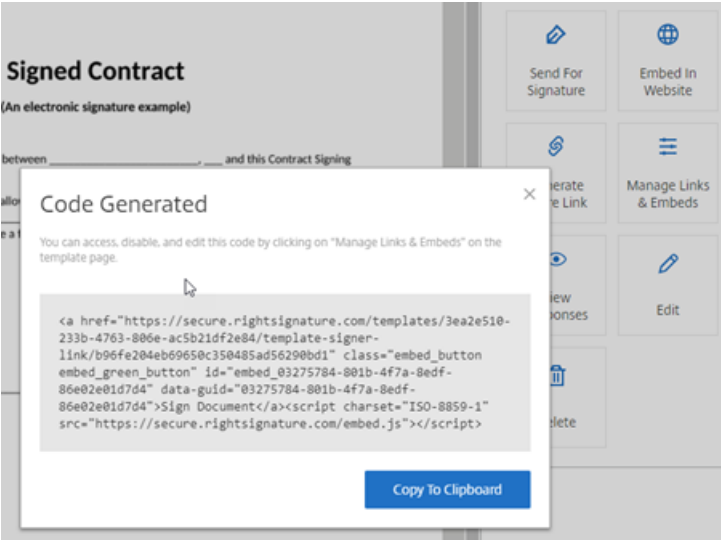 Signed Contract
(An electronic signature example)
between ___________________________, ___ and this Contract Signing
Send For
Signature
Embed In
Website
Manage Links
& Embeds
Edit
Code Generated
You can access, disable, and edit this code by clicking on "Manage Links & Embeds" on the
template page.
<a href="https://secure.rightsignature.com/templates/3ea2e510-
233b-4763-806e-ac5b21df2e84/template-signer-
link/b96fe204eb69650c350485ad56290bd1" class="embed_button
embed_green_button" id="embed_03275784-801b-4f7a-8edf-
86e02e01d7d4" data-guid="03275784-801b-4f7a-8edf-
86e02e01d7d4">Sign Document</a><script charset="ISO-8859-1"
src="https://secure.rightsignature.com/embed.js"></script>
Copy To Clipboard